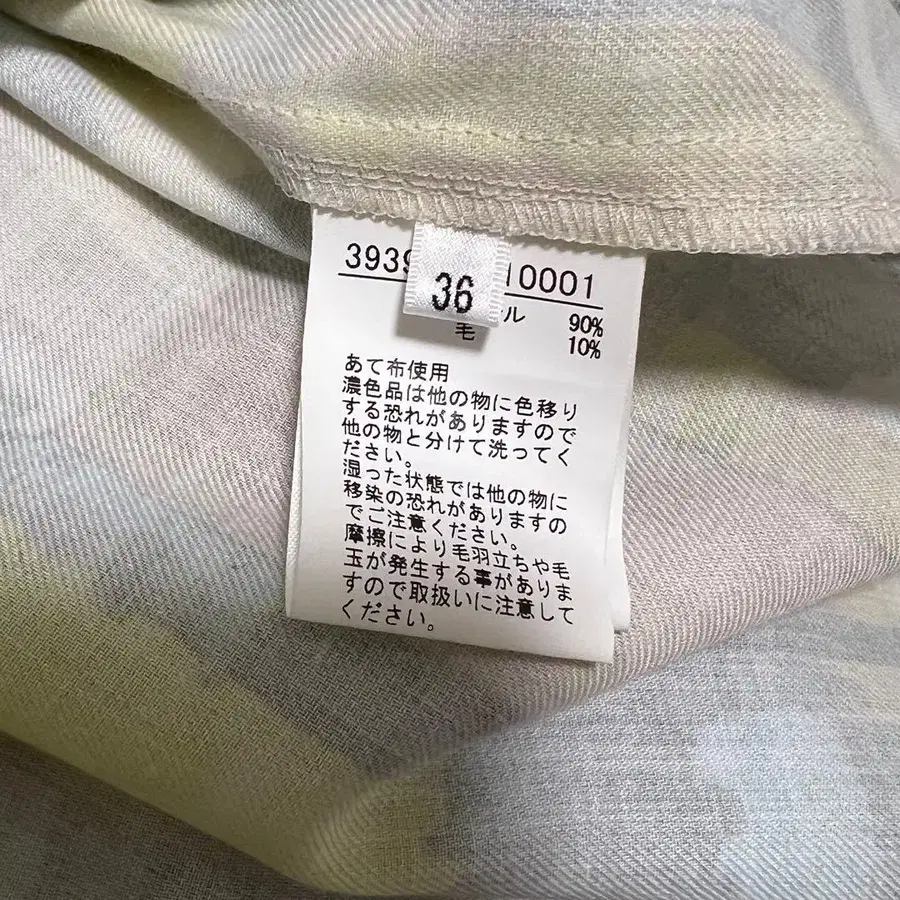 3939 10001
36
ル 90%
毛 10%
あて布使用
濃色品は他の物に色移り
する恐れがありますので
他の物と分けて洗ってく
ださい。
湿った状態では他の物に
移染の恐れがありますの
でご注意ください。
摩擦により毛羽立ちや毛
玉が発生する事がありま
すので取扱いに注意して
ください。